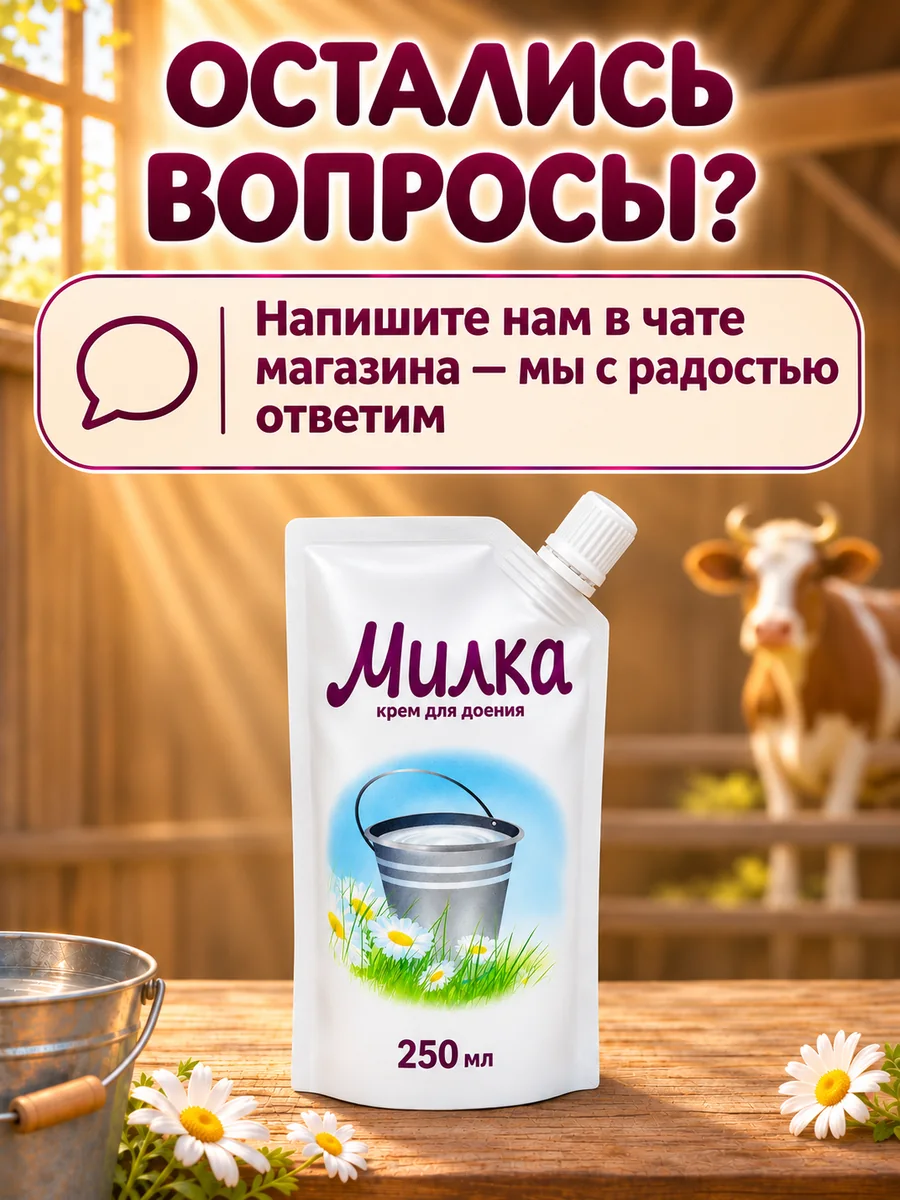 ОСТАЛИСЬ
ВОПРОСЫ?
Напишите нам в чате
магазина — мы с радостью
ответим
Милка
крем для доения
250 мл